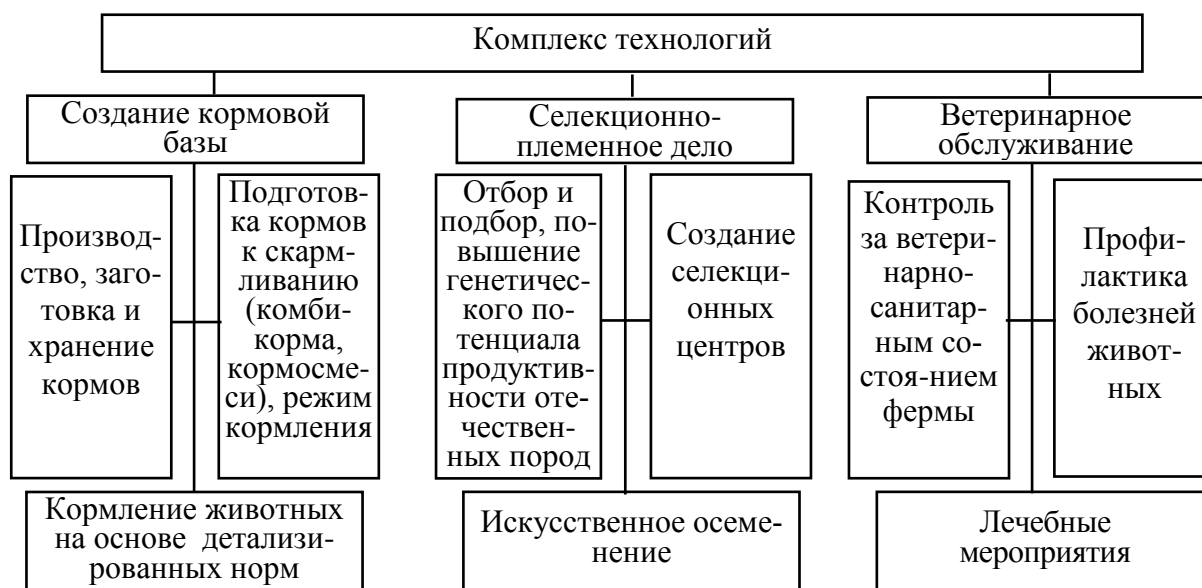 Комплекс технологий
Создание кормовой
базы
Селекционно-
племенное дело
Ветеринарное
обслуживание
Производ-
ство, заго-
товка и
хранение
кормов
Подготов-
ка кормов
к скарм-
ливанию
(комби-
корма,
кормосме-
си), режим
кормления
Отбор и
подбор, по-
вышение
генетическо-
го по-
тенциала
продуктив-
ности оте-
чествен-
ных пород
Создание
селекци-
онных
центров
Контроль
за ветери-
нарно-
санитар-
ным со-
стоя-нием
фермы
Профи-
лактика
болезней
живот-
ных
Кормление животных
на основе детализи-
рованных норм
Искусственное осеме-
нение
Лечебные
мероприятия